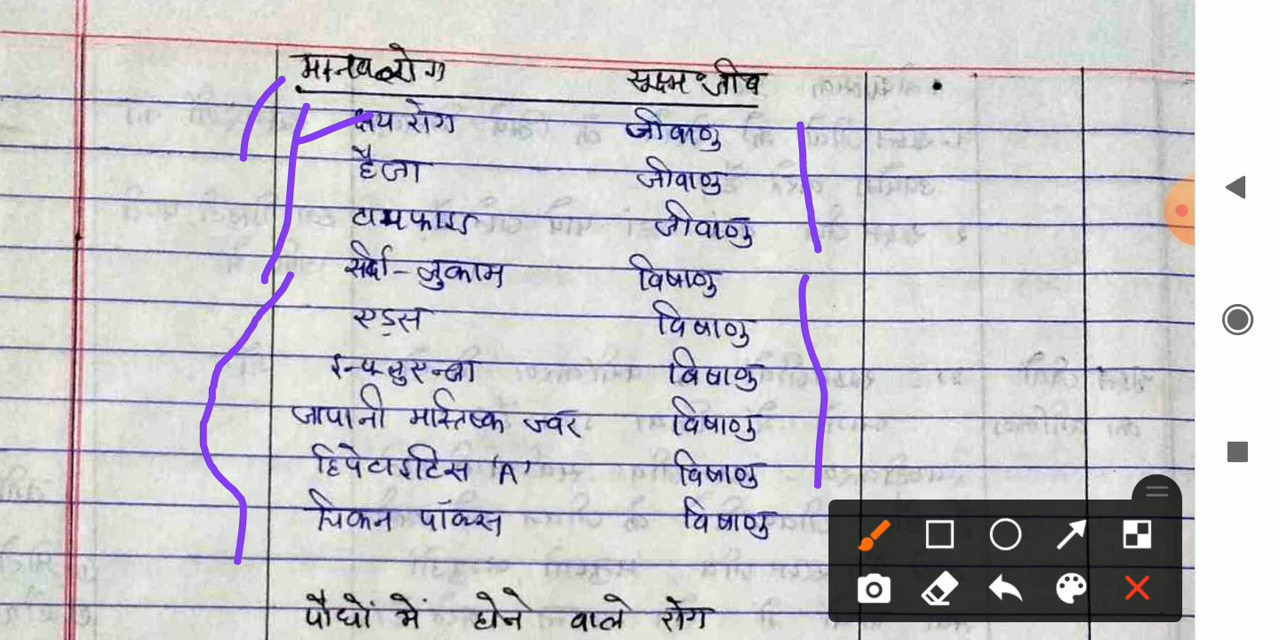 मानव रोग सूक्ष्म जीव
क्षय रोग जीवाणु
हैजा जीवाणु
टायफाइड जीवाणु
सर्दी-जुकाम विषाणु
एड्स विषाणु
इन्फ्लुएन्जा विषाणु
जापानी मस्तिष्क ज्वर विषाणु
हिपेटाइटिस 'A' विषाणु
चिकन पॉक्स विषाणु
पौधों में होने वाले रोग